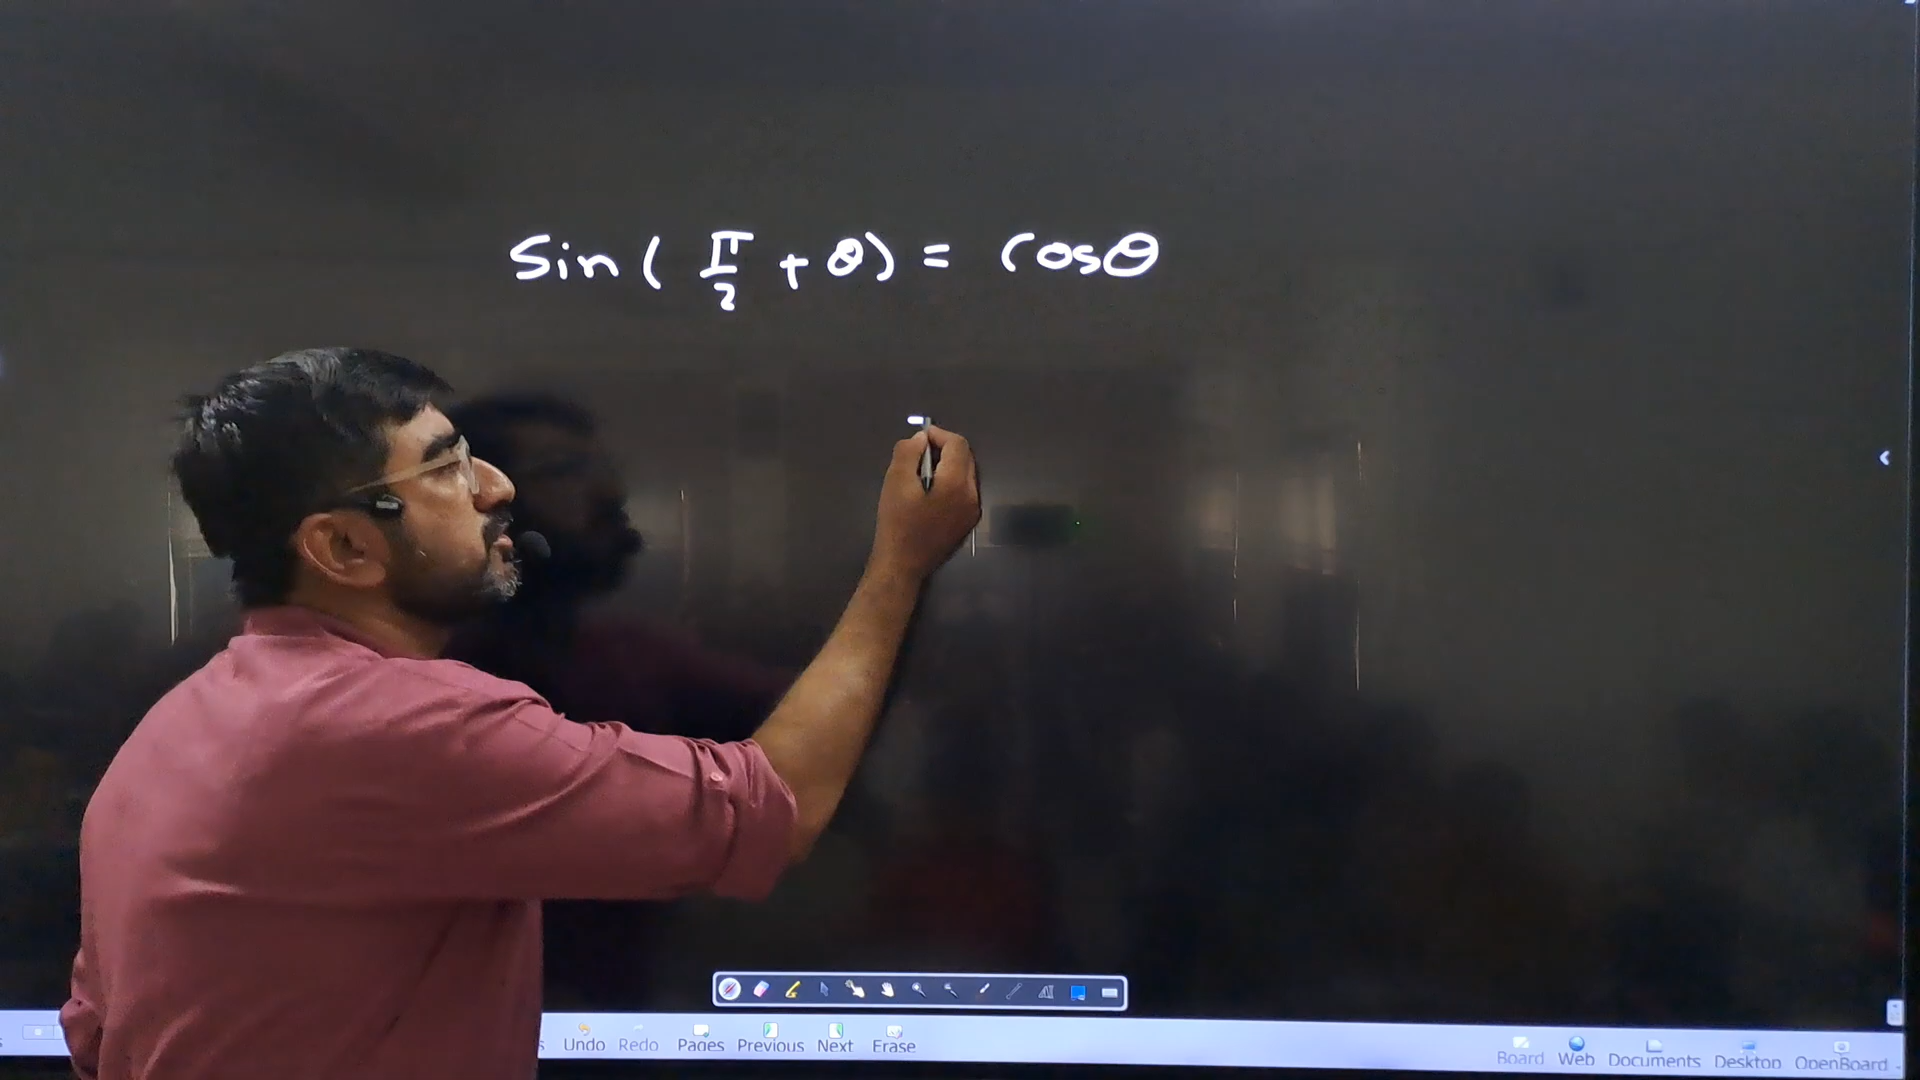 Sin( π/2 + θ) = Cosθ
Undo Redo Pages Previous Next Erase
Board Web Documents Desktop OpenBoard